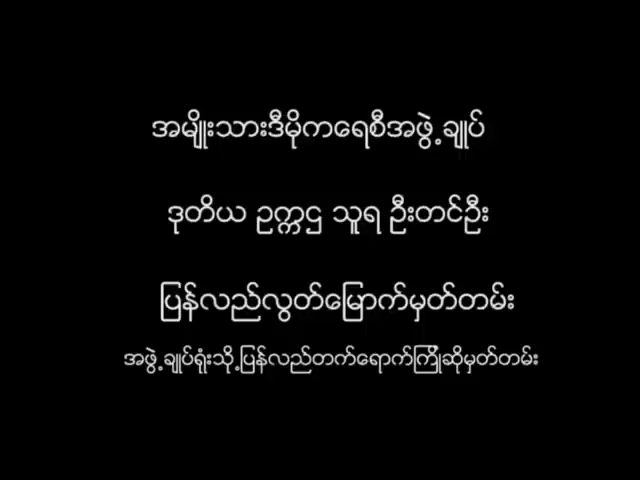 အမျိုးသားဒီမိုကရေစီအဖွဲ့ချုပ်
ဒုတိယ ဥက္ကဌ သူရ ဦးတင်ဦး
ပြန်လည်လွတ်မြောက်မှတ်တမ်း
အဖွဲ့ချုပ်ရုံးသို့ပြန်လည်တက်ရောက်ကြိုဆိုမှတ်တမ်း